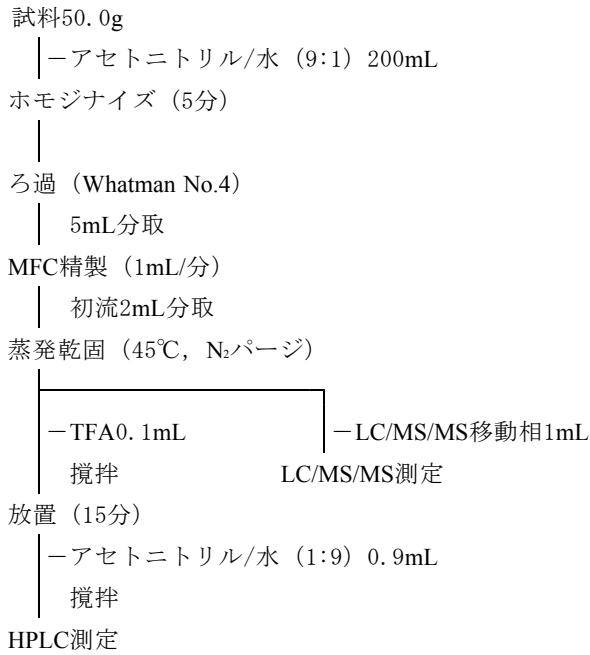 試料50.0g
−アセトニトリル/水（9:1）200mL
ホモジナイズ（5分）
ろ過（Whatman No.4）
5mL分取
MFC精製（1mL/分）
初流2mL分取
蒸発乾固（45℃，N₂パージ）
−TFA0.1mL
−LC/MS/MS移動相1mL
撹拌
LC/MS/MS測定
放置（15分）
−アセトニトリル/水（1:9）0.9mL
撹拌
HPLC測定